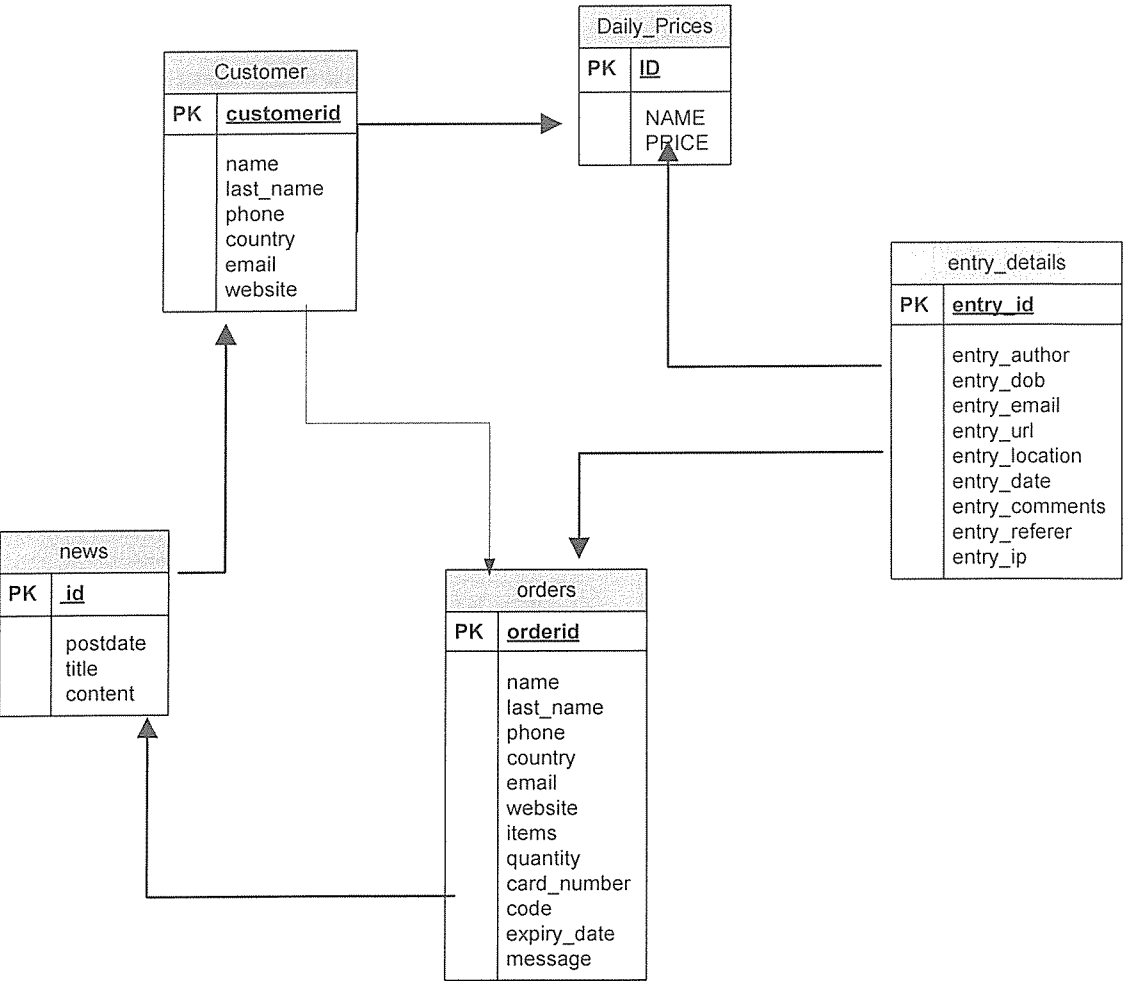 Daily_Prices
PK ID
NAME
PRICE
Customer
PK customerid
name
last_name
phone
country
email
website
entry_details
PK entry_id
entry_author
entry_dob
entry_email
entry_url
entry_location
entry_date
entry_comments
entry_referer
entry_ip
news
PK id
postdate
title
content
orders
PK orderid
name
last_name
phone
country
email
website
items
quantity
card_number
code
expiry_date
message